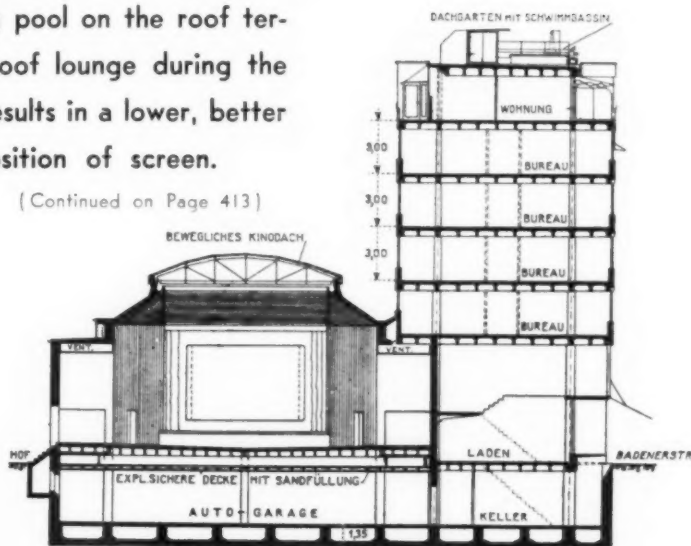 pool on the roof ter-
roof lounge during the
esults in a lower, better
sition of screen.
(Continued on Page 413)
DACHGARTEN MIT SCHWIMMBASSIN
WOHNUNG
3,00
BUREAU
3,00
BUREAU
3,00
BUREAU
BUREAU
BEWEGLICHES KINODACH
VENT.
VENT.
HOF
LADEN
BADENERSTR
EXPL.SICHERE DECKE MIT SANDFÜLLUNG
AUTO-GARAGE
KELLER
1,35